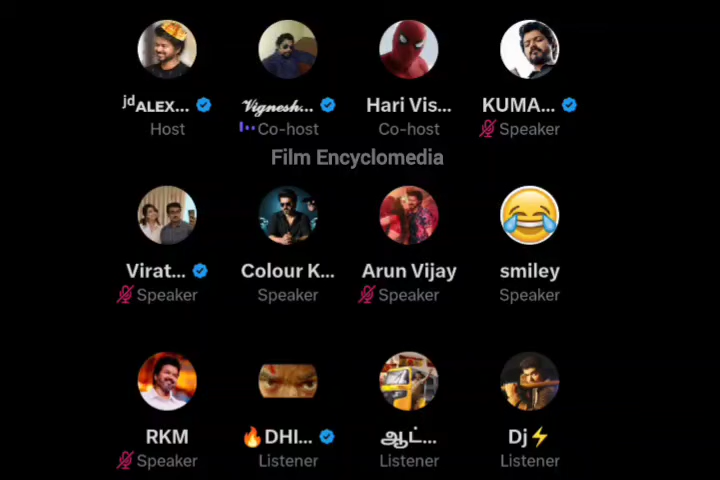 ʲᵈALEX... 𝓥𝓲𝓰𝓷𝓮𝓼𝓱... Hari Vis... KUMA...
Host Co-host Co-host Speaker
Film Encyclomedia
Virat... Colour K... Arun Vijay smiley
Speaker Speaker Speaker Speaker
RKM 🔥DHI... ஆட்... Dj⚡
Speaker Listener Listener Listener